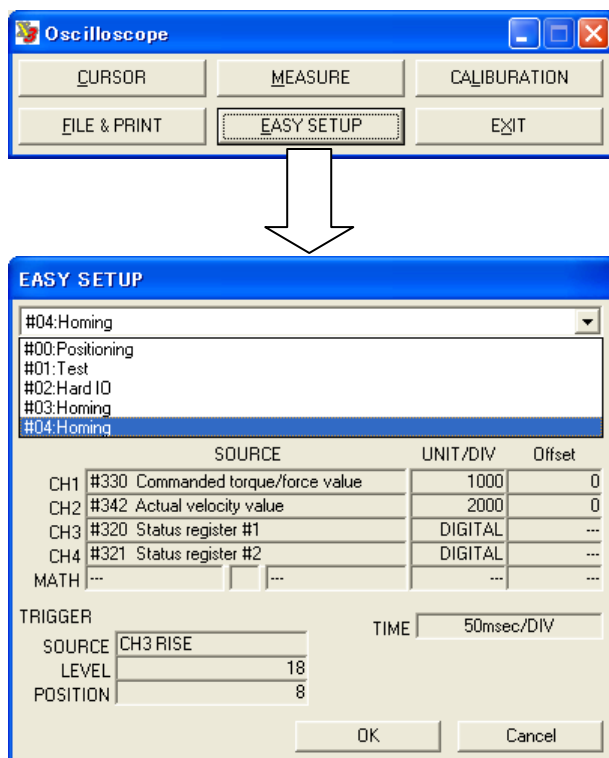 Oscilloscope
CURSOR MEASURE CALIBURATION
FILE & PRINT EASY SETUP EXIT
EASY SETUP
#04:Homing
#00:Positioning
#01:Test
#02:Hard IO
#03:Homing
#04:Homing
SOURCE UNIT/DIV Offset
CH1 #330 Commanded torque/force value 1000 0
CH2 #342 Actual velocity value 2000 0
CH3 #320 Status register #1 DIGITAL ---
CH4 #321 Status register #2 DIGITAL ---
MATH --- --- --- ---
TRIGGER
TIME 50msec/DIV
SOURCE CH3 RISE
LEVEL 18
POSITION 8
OK Cancel